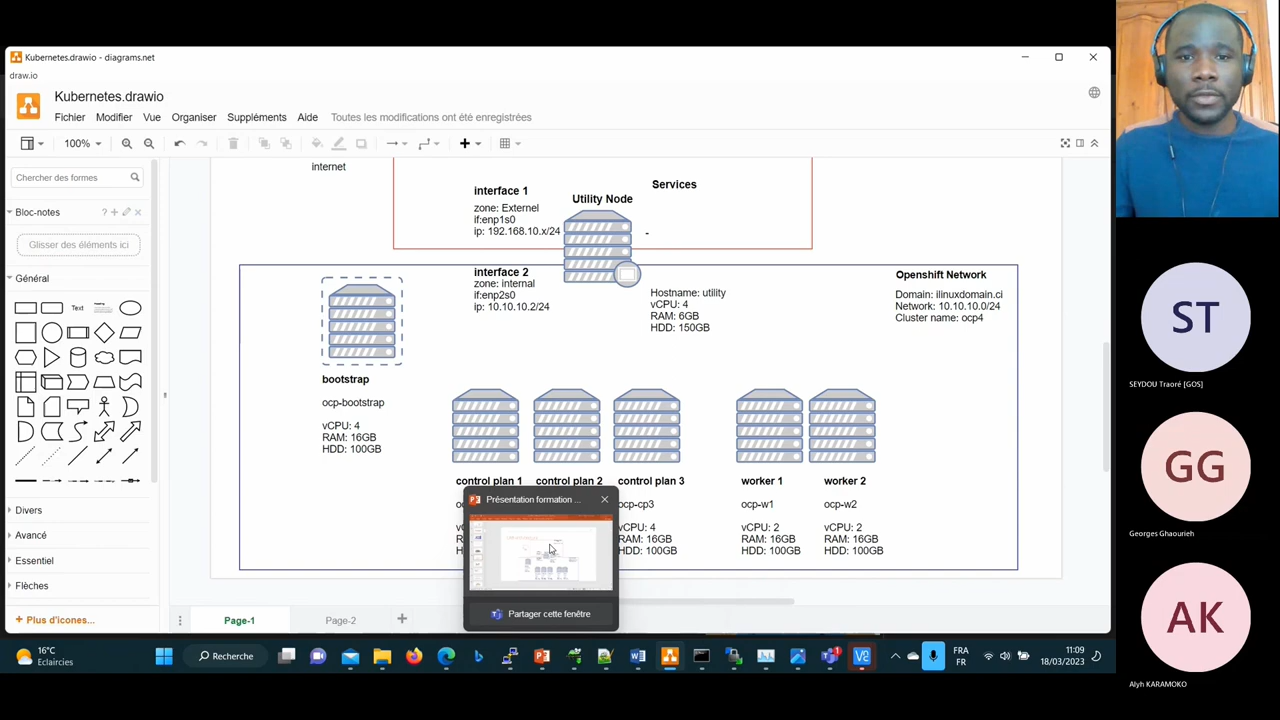 Kubernetes.drawio - diagrams.net
draw.io
Kubernetes.drawio
Fichier Modifier Vue Organiser Suppléments Aide Toutes les modifications ont été enregistrées
100%
Chercher des formes
Bloc-notes
Glisser des éléments ici
Général
Text
Heading
Divers
Avancé
Essentiel
Flèches
+ Plus d'icones...
internet
interface 1
zone: Externel
if:enp1s0
ip: 192.168.10.x/24
Utility Node
Services
-
interface 2
zone: internal
if:enp2s0
ip: 10.10.10.2/24
Hostname: utility
vCPU: 4
RAM: 6GB
HDD: 150GB
Openshift Network
Domain: ilinuxdomain.ci
Network: 10.10.10.0/24
Cluster name: ocp4
bootstrap
ocp-bootstrap
vCPU: 4
RAM: 16GB
HDD: 100GB
control plan 1
control plan 2
control plan 3
ocp-cp3
vCPU: 4
RAM: 16GB
HDD: 100GB
worker 1
ocp-w1
vCPU: 2
RAM: 16GB
HDD: 100GB
worker 2
ocp-w2
vCPU: 2
RAM: 16GB
HDD: 100GB
Présentation formation ...
Partager cette fenêtre
Page-1 Page-2
16°C
Eclaircies
Recherche
FRA
FR
11:09
18/03/2023
ST
SEYDOU Traoré [GOS]
GG
Georges Ghaourieh
AK
Alyh KARAMOKO